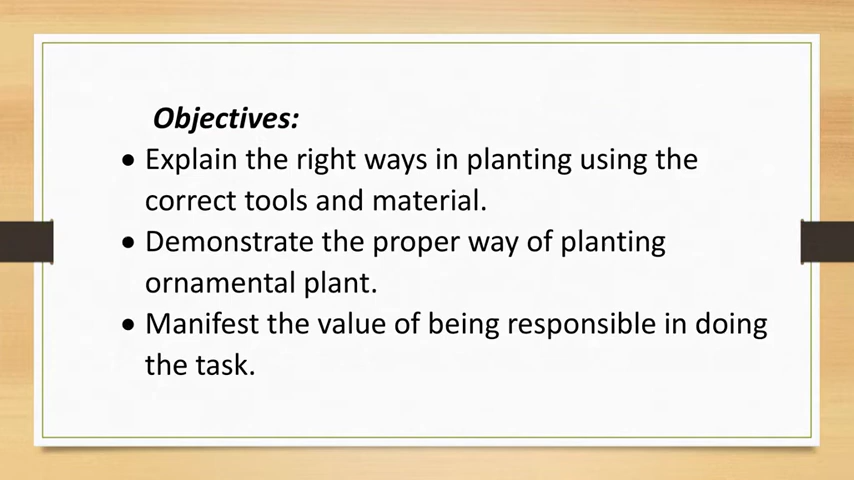 Objectives:
• Explain the right ways in planting using the
correct tools and material.
• Demonstrate the proper way of planting
ornamental plant.
• Manifest the value of being responsible in doing
the task.